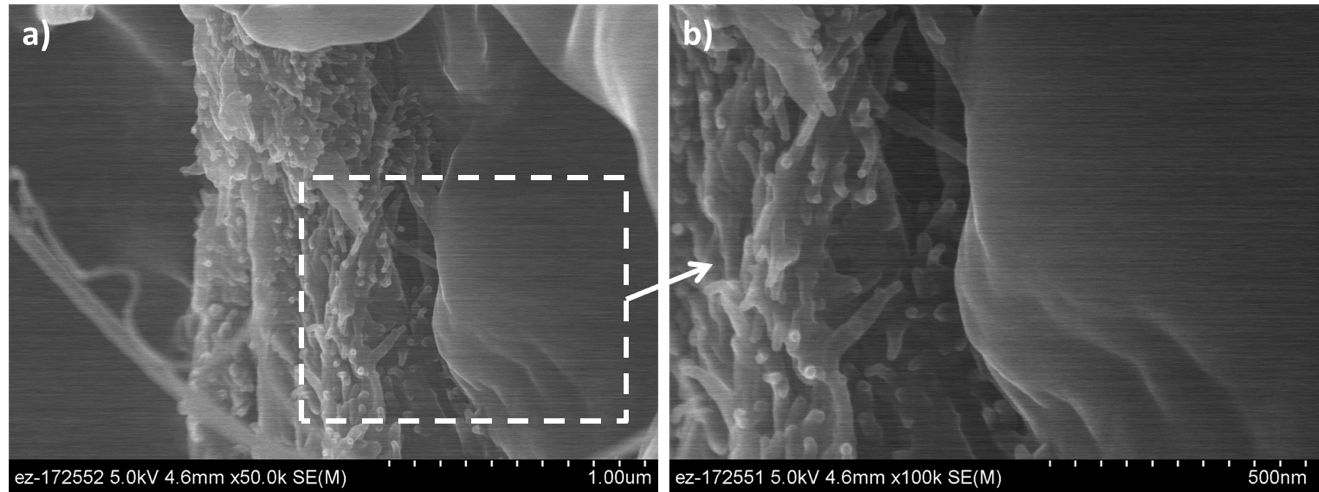 a)
b)
ez-172552 5.0kV 4.6mm x50.0k SE(M) 1.00um
ez-172551 5.0kV 4.6mm x100k SE(M) 500nm